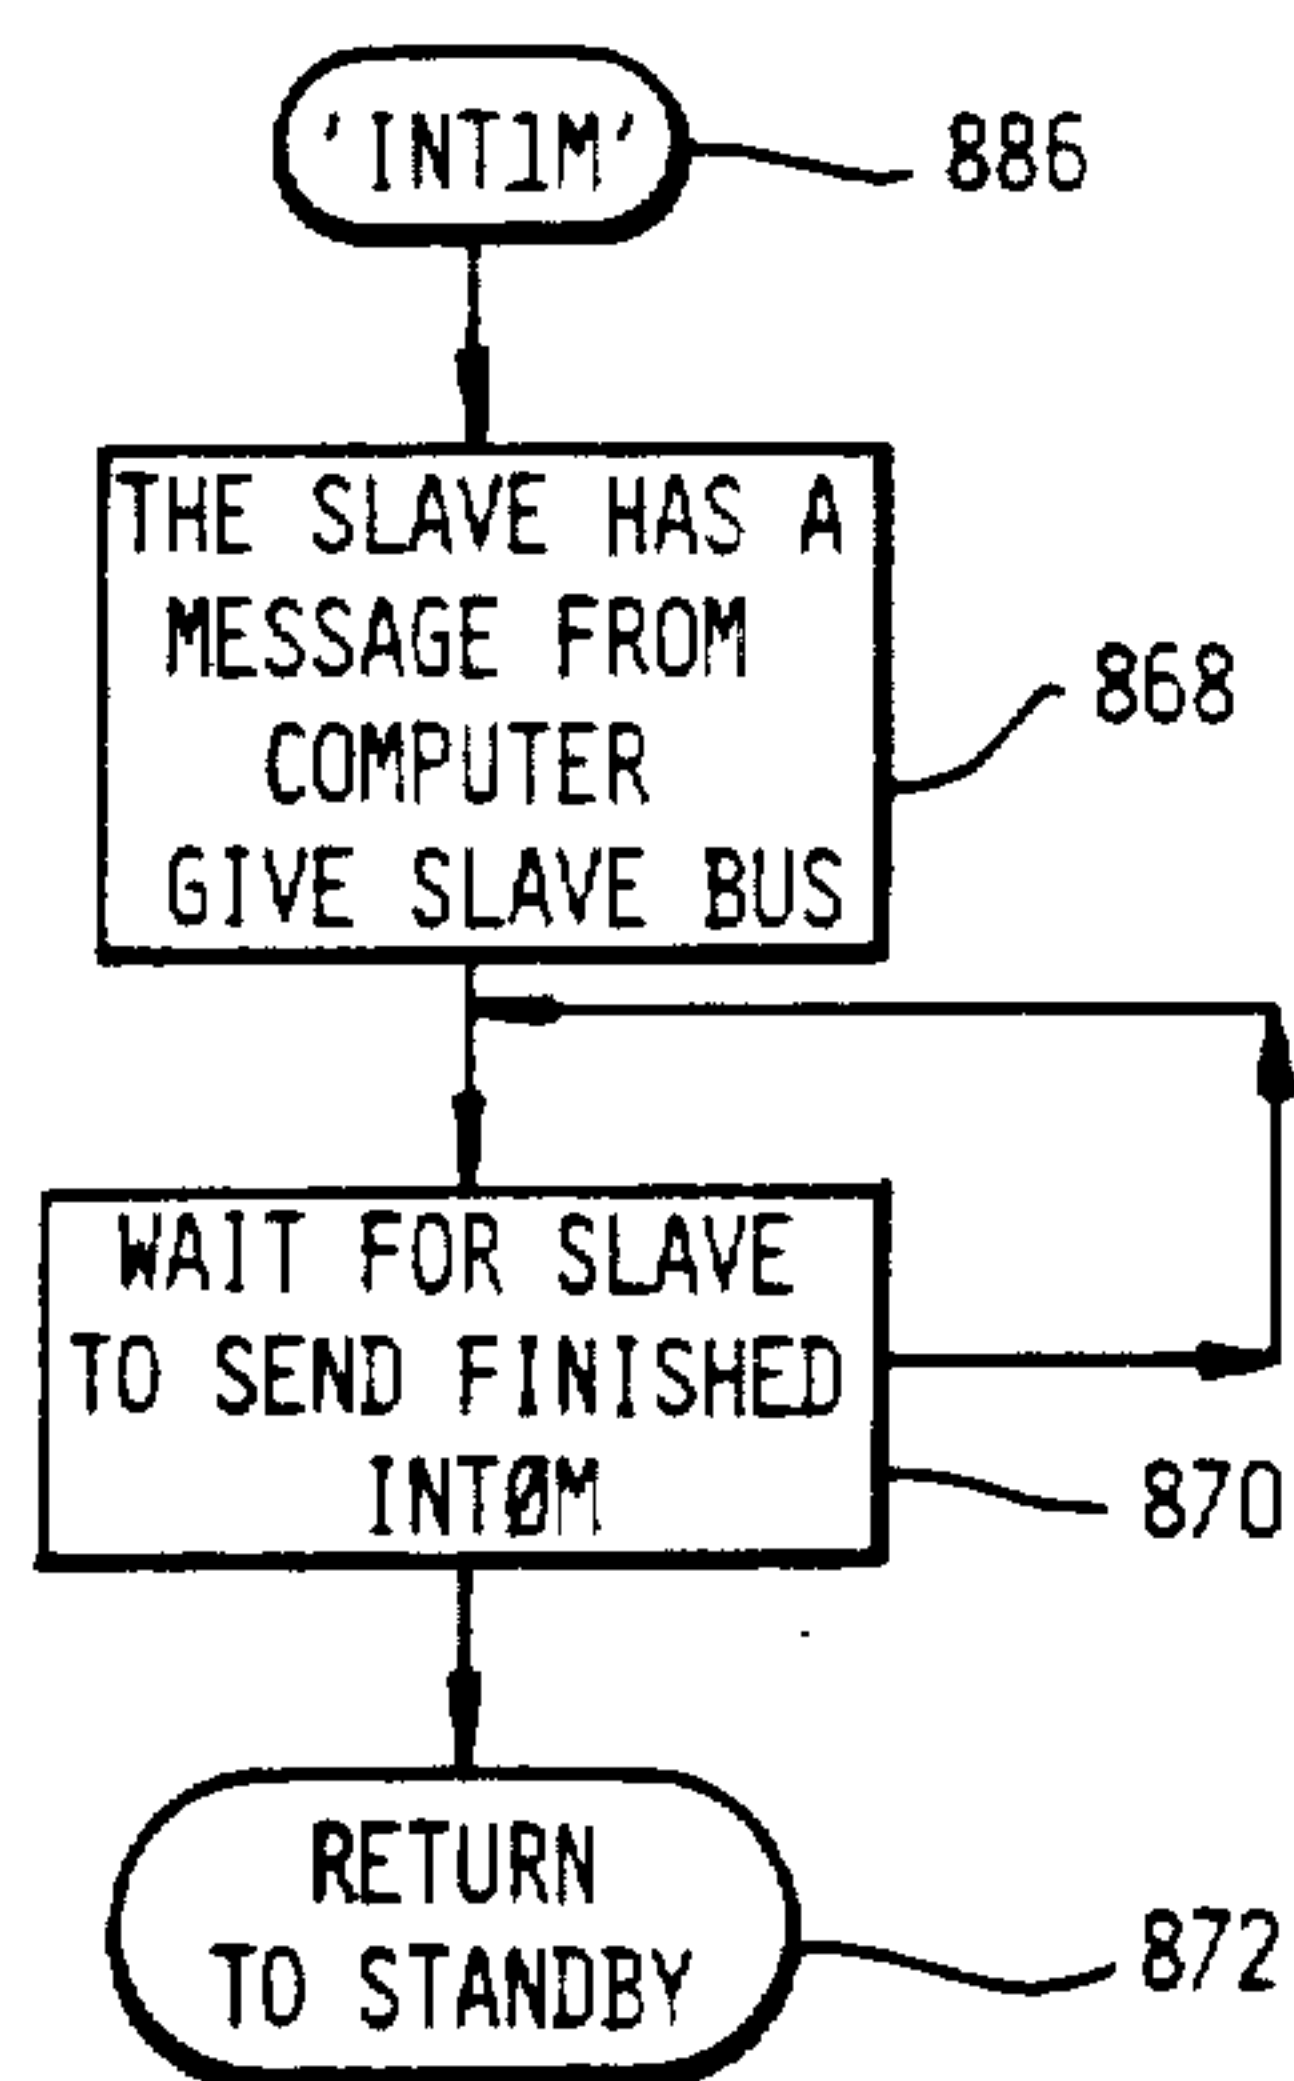 'INT1M'
886
THE SLAVE HAS A
MESSAGE FROM
COMPUTER
GIVE SLAVE BUS
868
WAIT FOR SLAVE
TO SEND FINISHED
INT0M
870
RETURN
TO STANDBY
872